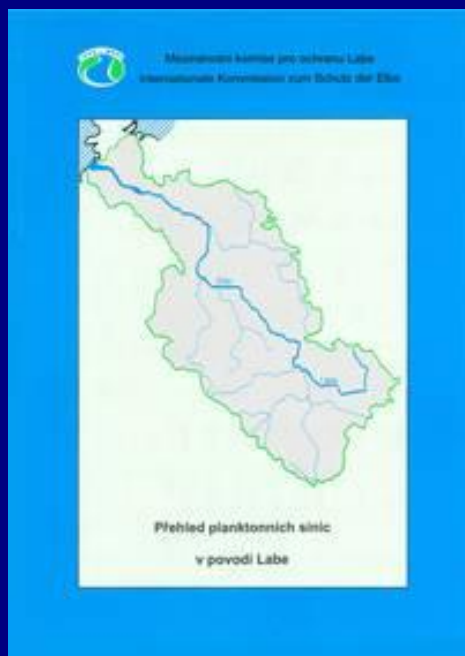 Mezinárodní komise pro ochranu Labe
Internationale Kommission zum Schutz der Elbe
Přehled planktonních sinic
v povodí Labe